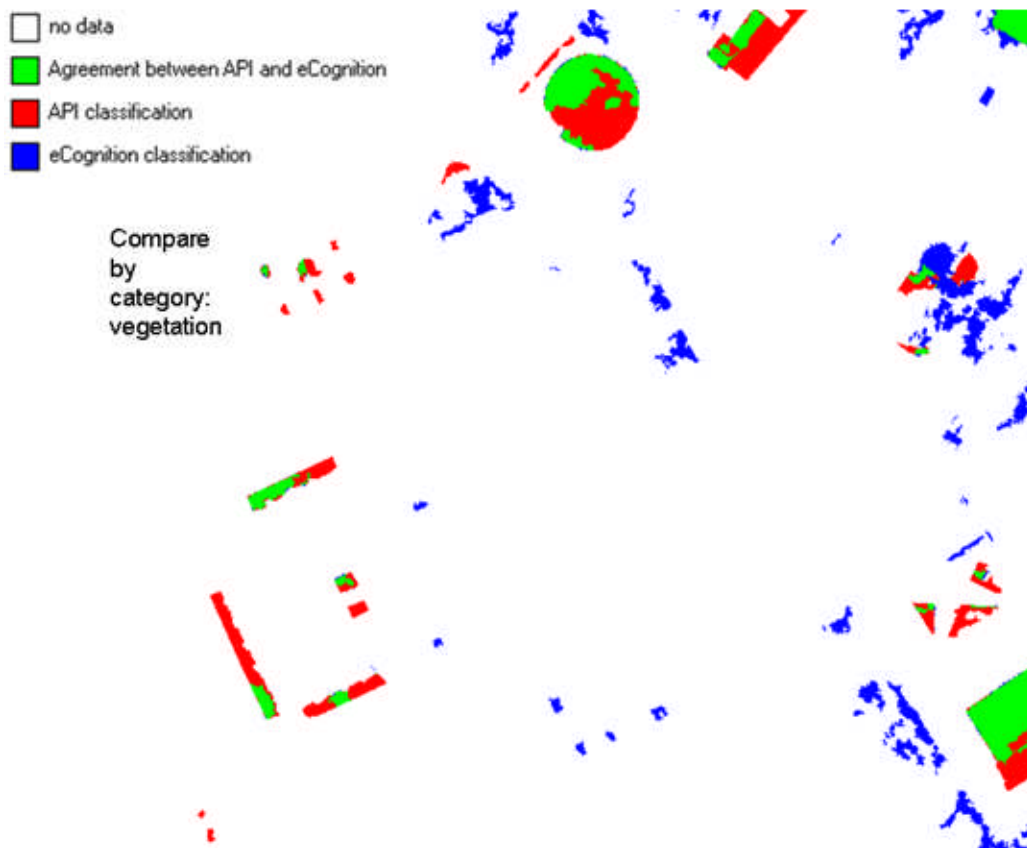 no data
Agreement between API and eCognition
API classification
eCognition classification
Compare
by
category:
vegetation